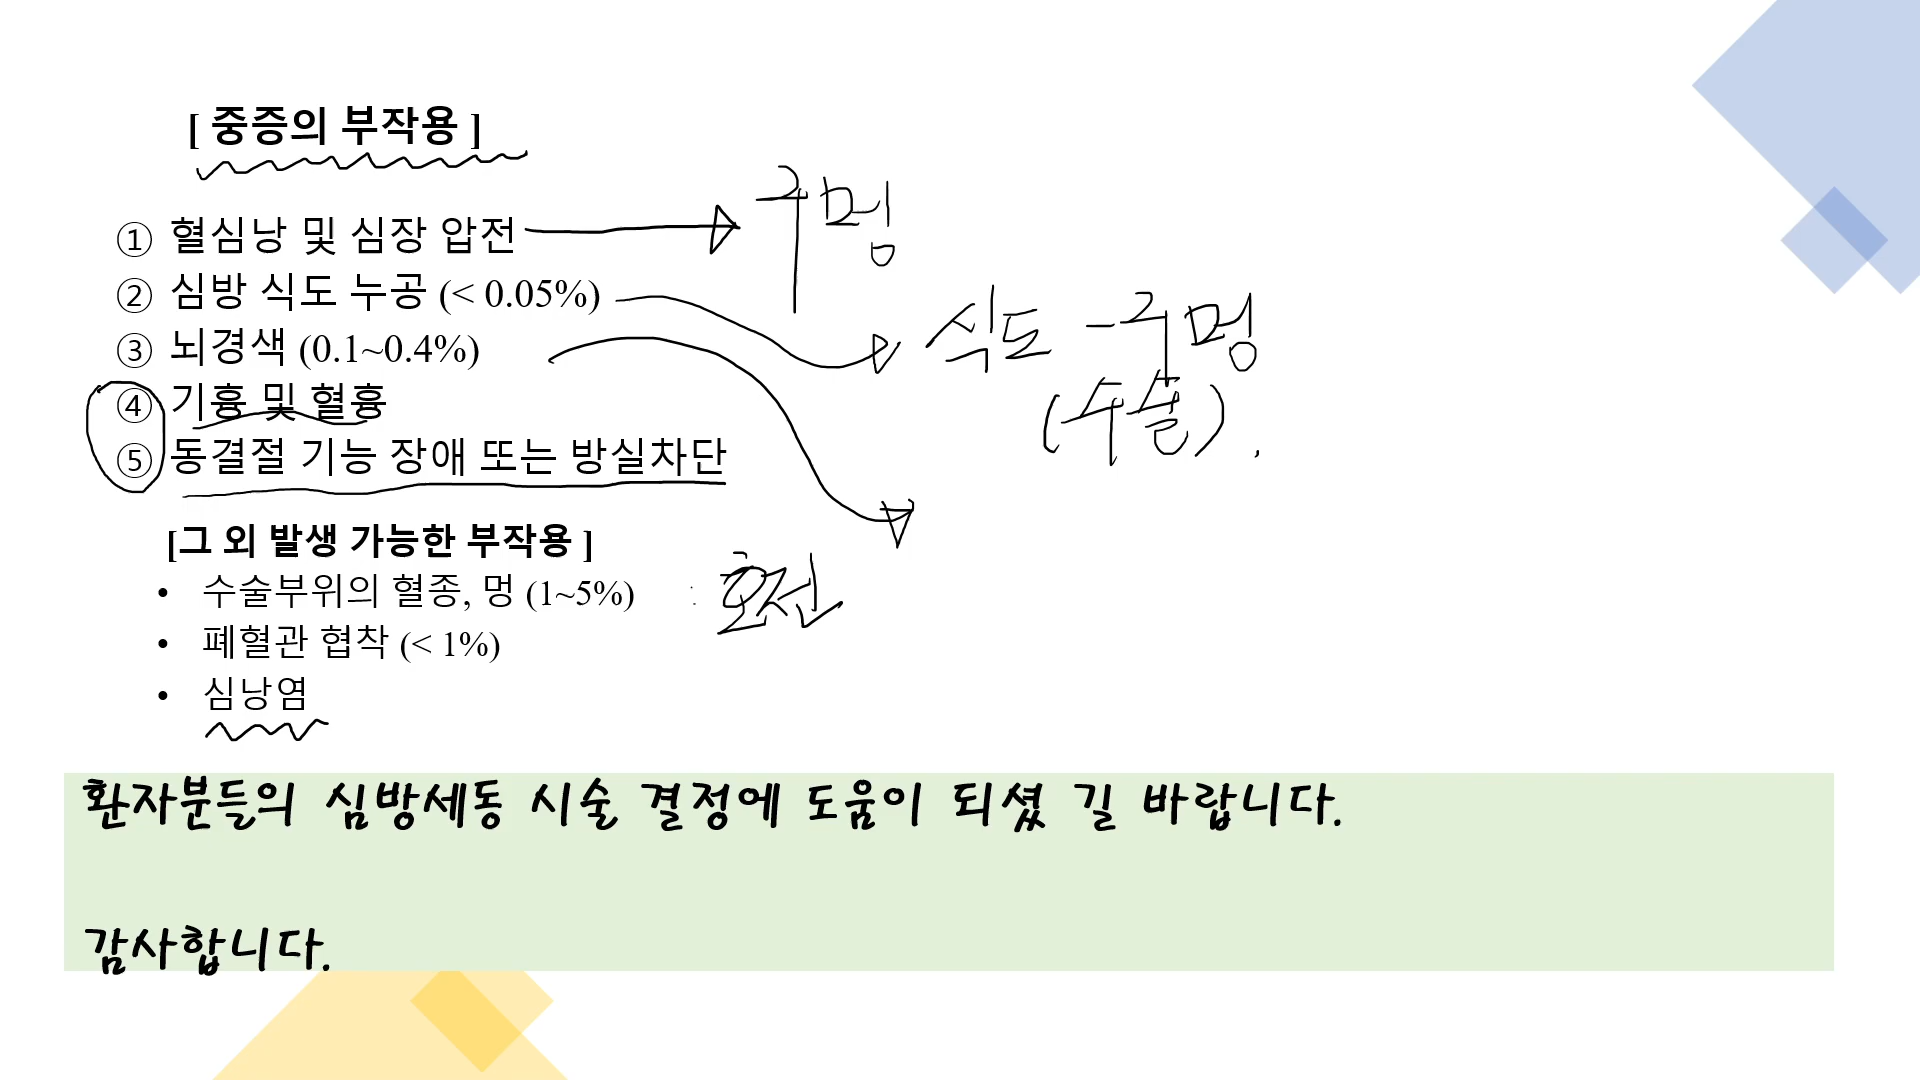 [ 중증의 부작용 ]
① 혈심낭 및 심장 압전
구멍
② 심방 식도 누공 (< 0.05%)
식도 - 구멍
(수술).
③ 뇌경색 (0.1~0.4%)
④ 기흉 및 혈흉
⑤ 동결절 기능 장애 또는 방실차단
[그 외 발생 가능한 부작용 ]
• 수술부위의 혈종, 멍 (1~5%) : 호전
• 폐혈관 협착 (< 1%)
• 심낭염
환자분들의 심방세동 시술 결정에 도움이 되셨 길 바랍니다.
감사합니다.